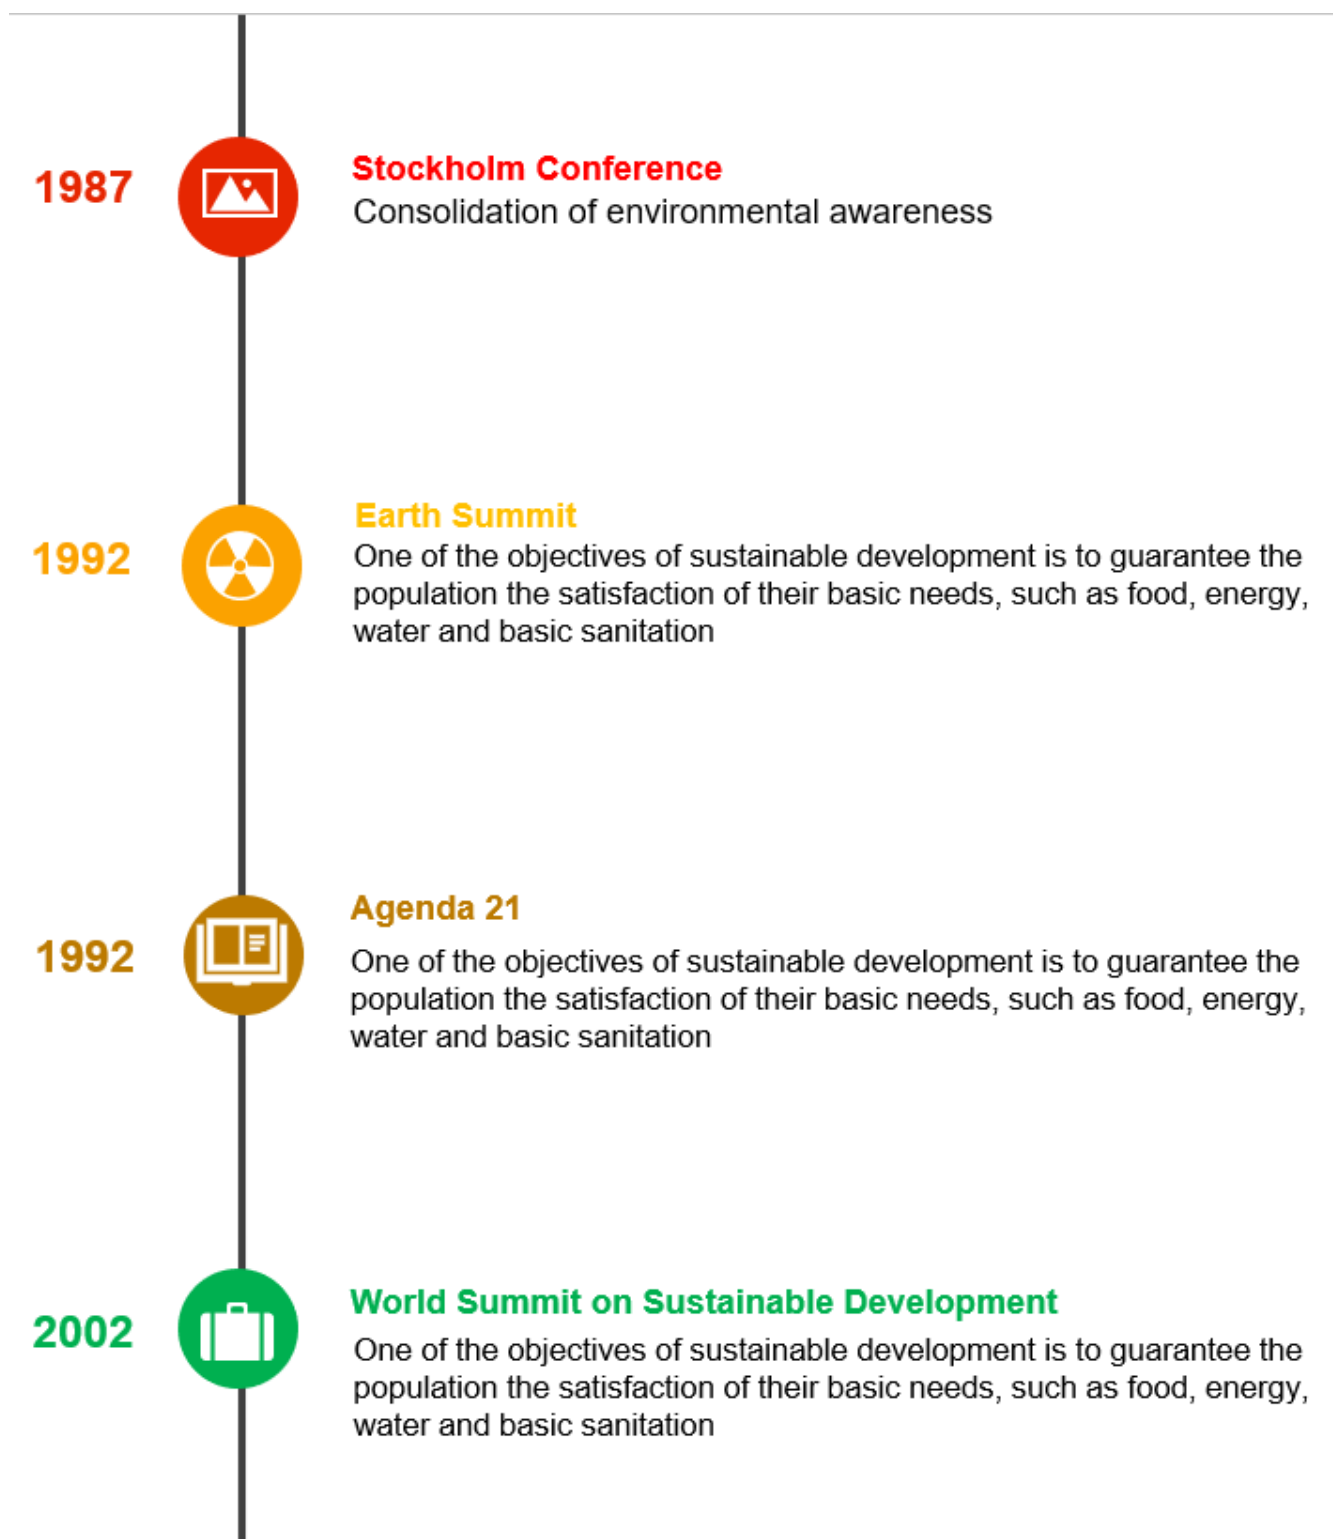 1987
Stockholm Conference
Consolidation of environmental awareness
1992
Earth Summit
One of the objectives of sustainable development is to guarantee the
population the satisfaction of their basic needs, such as food, energy,
water and basic sanitation
1992
Agenda 21
One of the objectives of sustainable development is to guarantee the
population the satisfaction of their basic needs, such as food, energy,
water and basic sanitation
2002
World Summit on Sustainable Development
One of the objectives of sustainable development is to guarantee the
population the satisfaction of their basic needs, such as food, energy,
water and basic sanitation